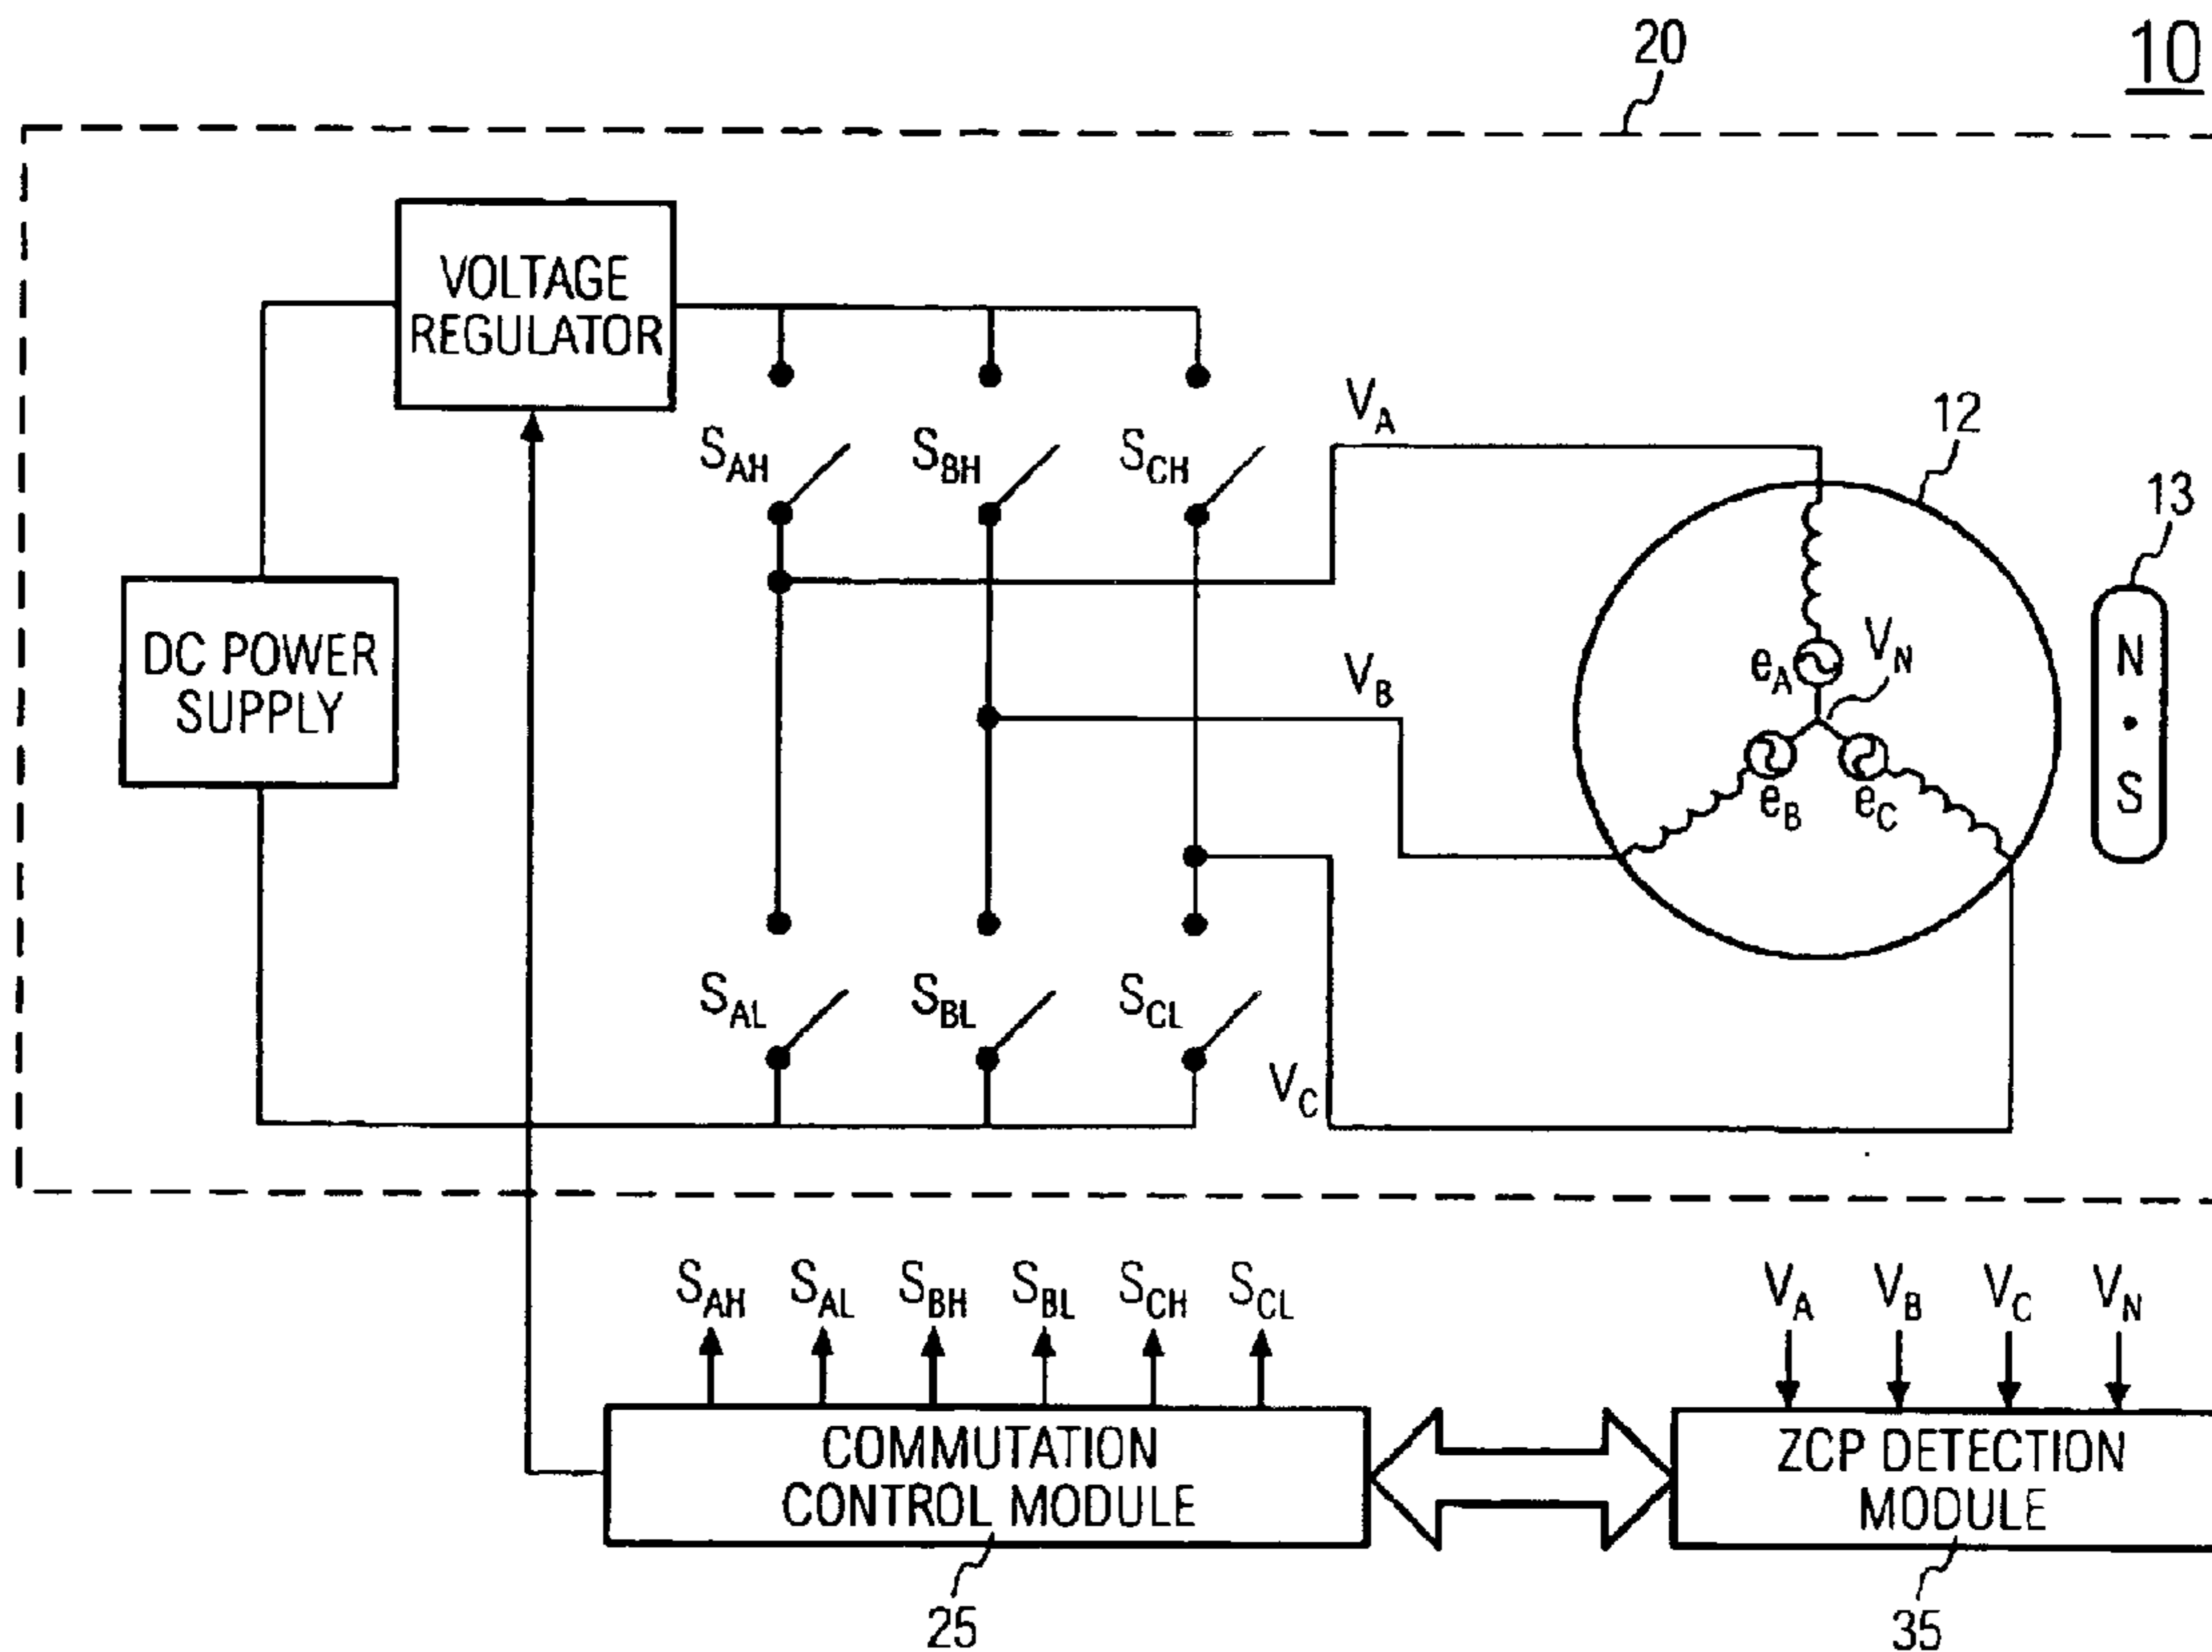 20
10
VOLTAGE
REGULATOR
S_AH
S_BH
S_CH
V_A
12
13
DC POWER
SUPPLY
V_B
e_A
V_N
N
S
e_B
e_C
S_AL
S_BL
S_CL
V_C
S_AH S_AL S_BH S_BL S_CH S_CL
V_A V_B V_C V_N
COMMUTATION
CONTROL MODULE
ZCP DETECTION
MODULE
25
35